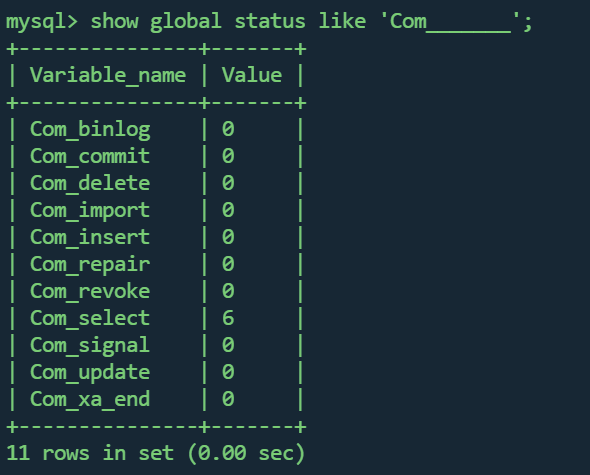 mysql> show global status like 'Com_______';
+---------------+-------+
| Variable_name | Value |
+---------------+-------+
| Com_binlog    | 0     |
| Com_commit    | 0     |
| Com_delete    | 0     |
| Com_import    | 0     |
| Com_insert    | 0     |
| Com_repair    | 0     |
| Com_revoke    | 0     |
| Com_select    | 6     |
| Com_signal    | 0     |
| Com_update    | 0     |
| Com_xa_end    | 0     |
+---------------+-------+
11 rows in set (0.00 sec)